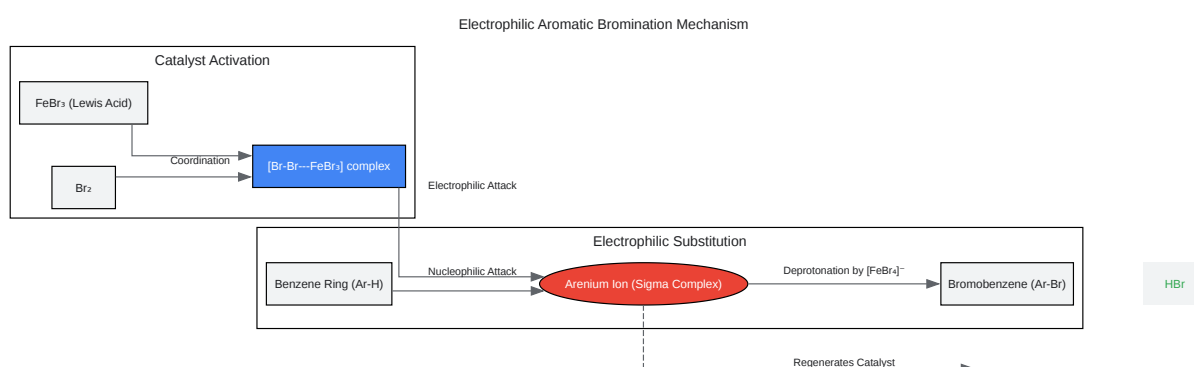 Electrophilic Aromatic Bromination Mechanism
Catalyst Activation
FeBr₃ (Lewis Acid)
Coordination
[Br-Br---FeBr₃] complex
Br₂
Electrophilic Attack
Electrophilic Substitution
Benzene Ring (Ar-H)
Nucleophilic Attack
Arenium Ion (Sigma Complex)
Deprotonation by [FeBr₄]⁻
Bromobenzene (Ar-Br)
HBr
Regenerates Catalyst